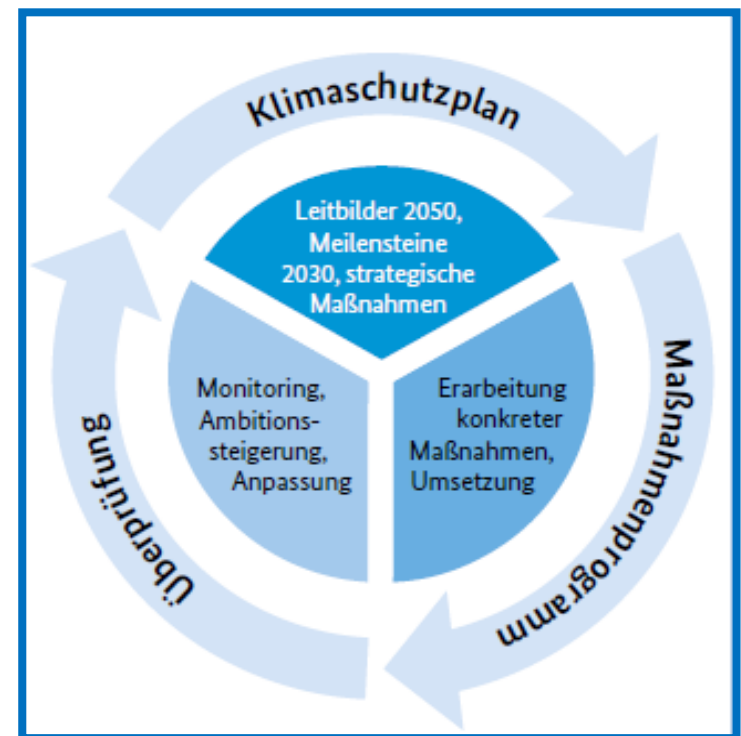 Klimaschutzplan
Leitbilder 2050,
Meilensteine
2030, strategische
Maßnahmen
Maßnahmenprogramm
Erarbeitung
konkreter
Maßnahmen,
Umsetzung
Überprüfung
Monitoring,
Ambitions-
steigerung,
Anpassung